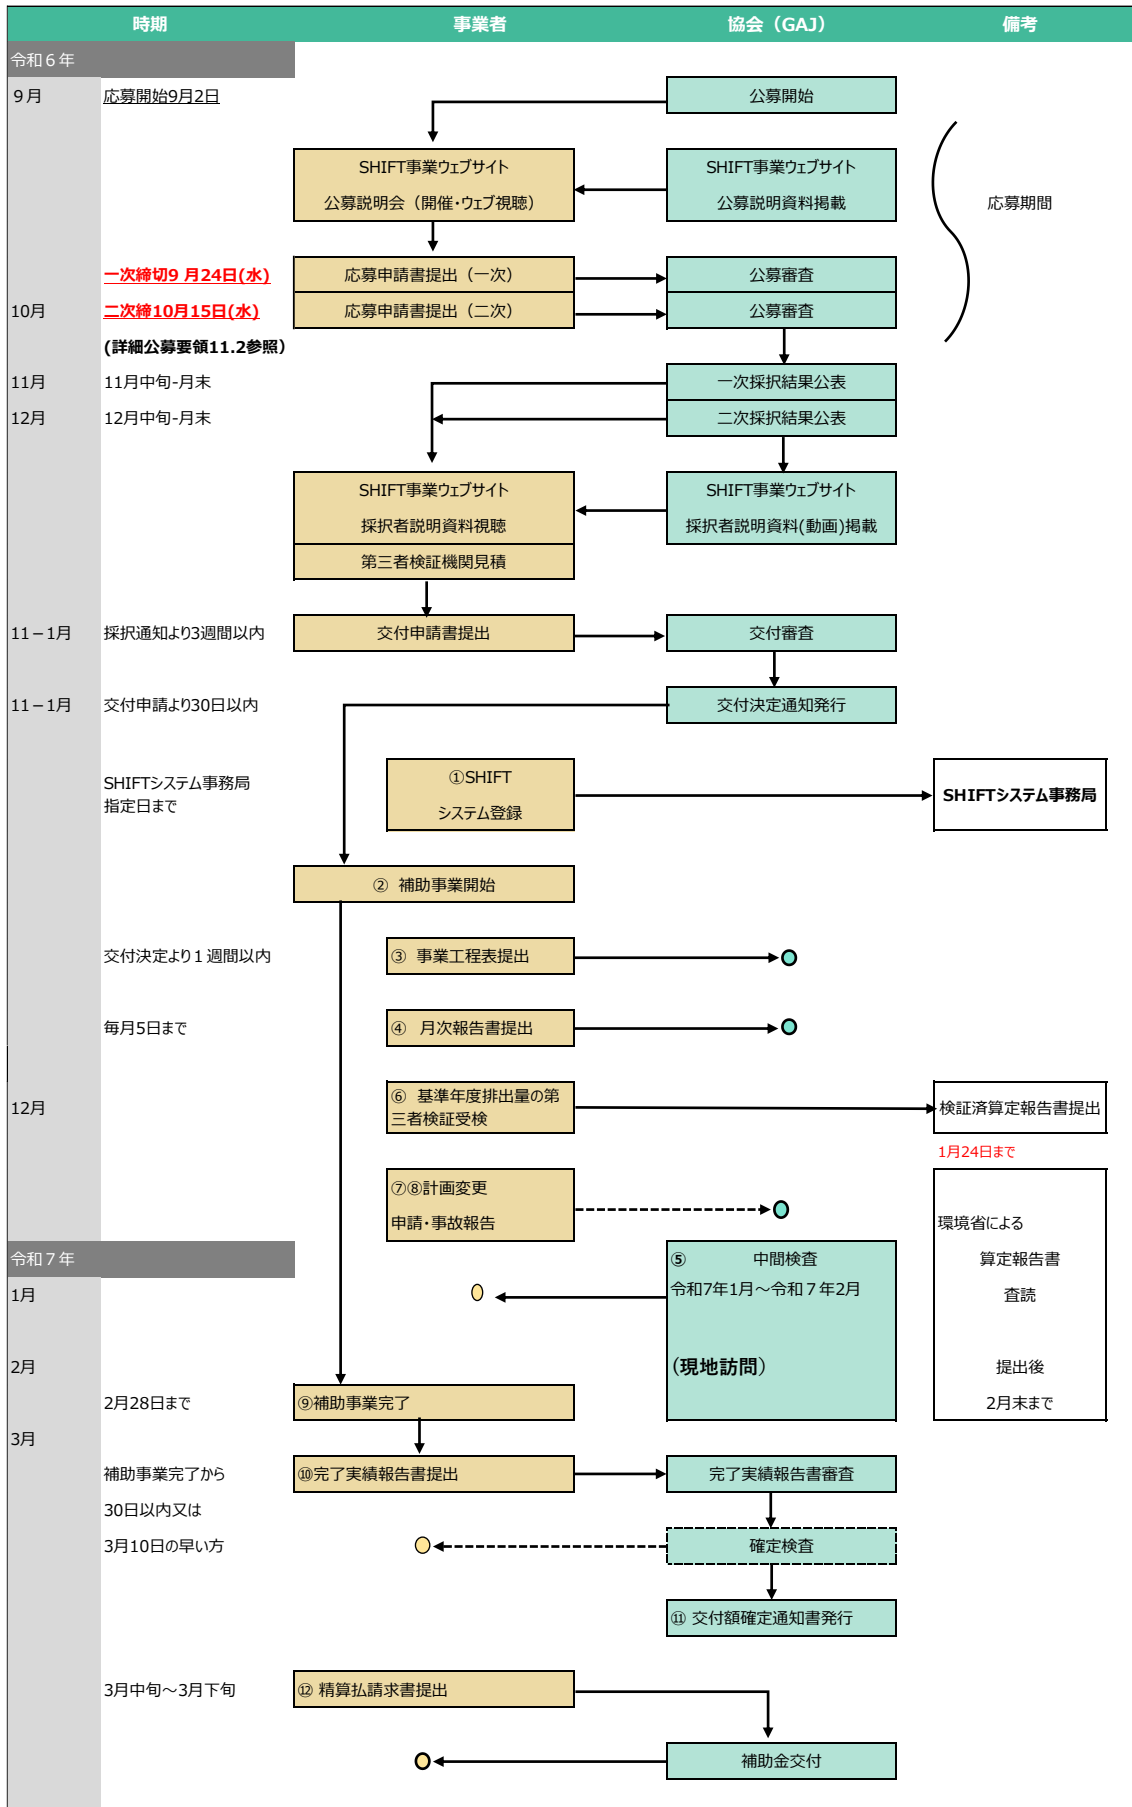 時期 事業者 協会（GAJ） 備考
令和６年
９月 応募開始9月2日 公募開始
SHIFT事業ウェブサイト SHIFT事業ウェブサイト
公募説明会（開催・ウェブ視聴） 公募説明資料掲載 応募期間
一次締切9 月24日(水) 応募申請書提出（一次） 公募審査
10月 二次締10月15日(水) 応募申請書提出（二次） 公募審査
(詳細公募要領11.2参照）
11月 11月中旬-月末 一次採択結果公表
12月 12月中旬-月末 二次採択結果公表
SHIFT事業ウェブサイト SHIFT事業ウェブサイト
採択者説明資料視聴 採択者説明資料(動画)掲載
第三者検証機関見積
11－1月 採択通知より3週間以内 交付申請書提出 交付審査
11－1月 交付申請より30日以内 交付決定通知発行
SHIFTシステム事務局
指定日まで
①SHIFT
システム登録
SHIFTシステム事務局
② 補助事業開始
交付決定より１週間以内 ③ 事業工程表提出
毎月5日まで ④ 月次報告書提出
12月
⑥ 基準年度排出量の第
三者検証受検
検証済算定報告書提出
1月24日まで
⑦⑧計画変更
申請・事故報告
環境省による
算定報告書
査読
提出後
2月末まで
令和７年
⑤ 中間検査
1月 令和7年1月～令和７年2月
2月 （現地訪問）
2月28日まで ⑨補助事業完了
3月
補助事業完了から ⑩完了実績報告書提出 完了実績報告書審査
30日以内又は
3月10日の早い方 確定検査
⑪ 交付額確定通知書発行
3月中旬～3月下旬 ⑫ 精算払請求書提出
補助金交付